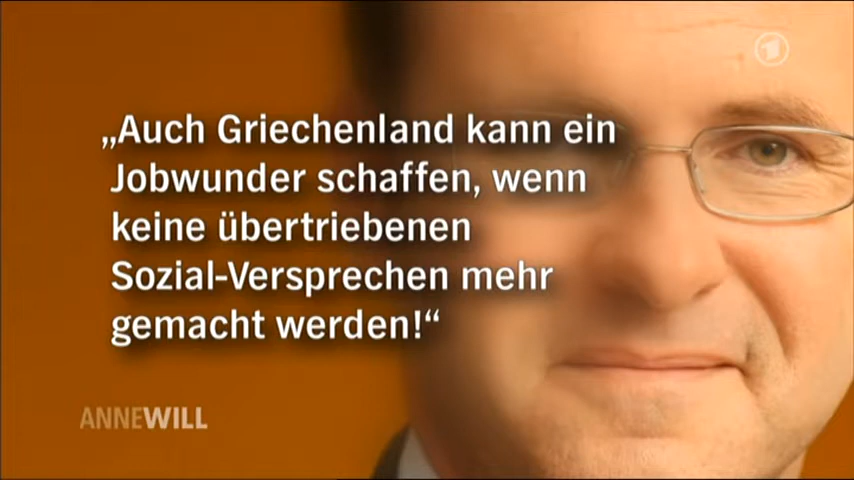 „Auch Griechenland kann ein
Jobwunder schaffen, wenn
keine übertriebenen
Sozial-Versprechen mehr
gemacht werden!“
ANNEWILL